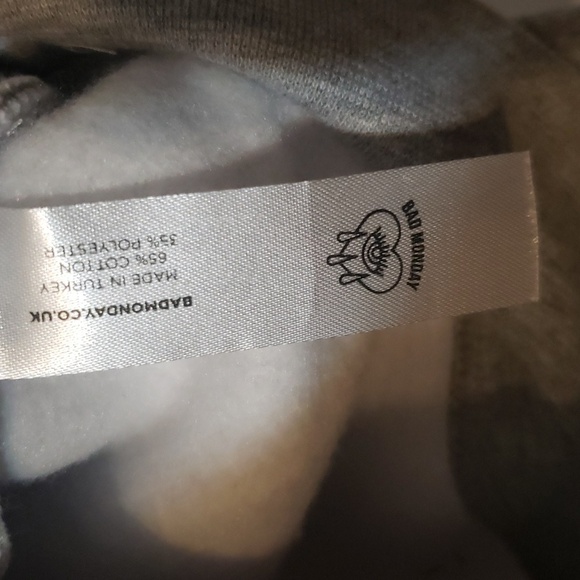 BAD MONDAY
BADMONDAY.CO.UK
MADE IN TURKEY
65% COTTON
35% POLYESTER